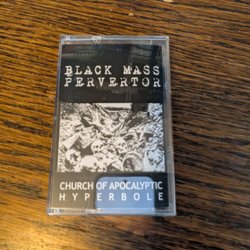 BLACK MASS
PERVERTOR
CHURCH OF APOCALYPTIC
HYPERBOLE